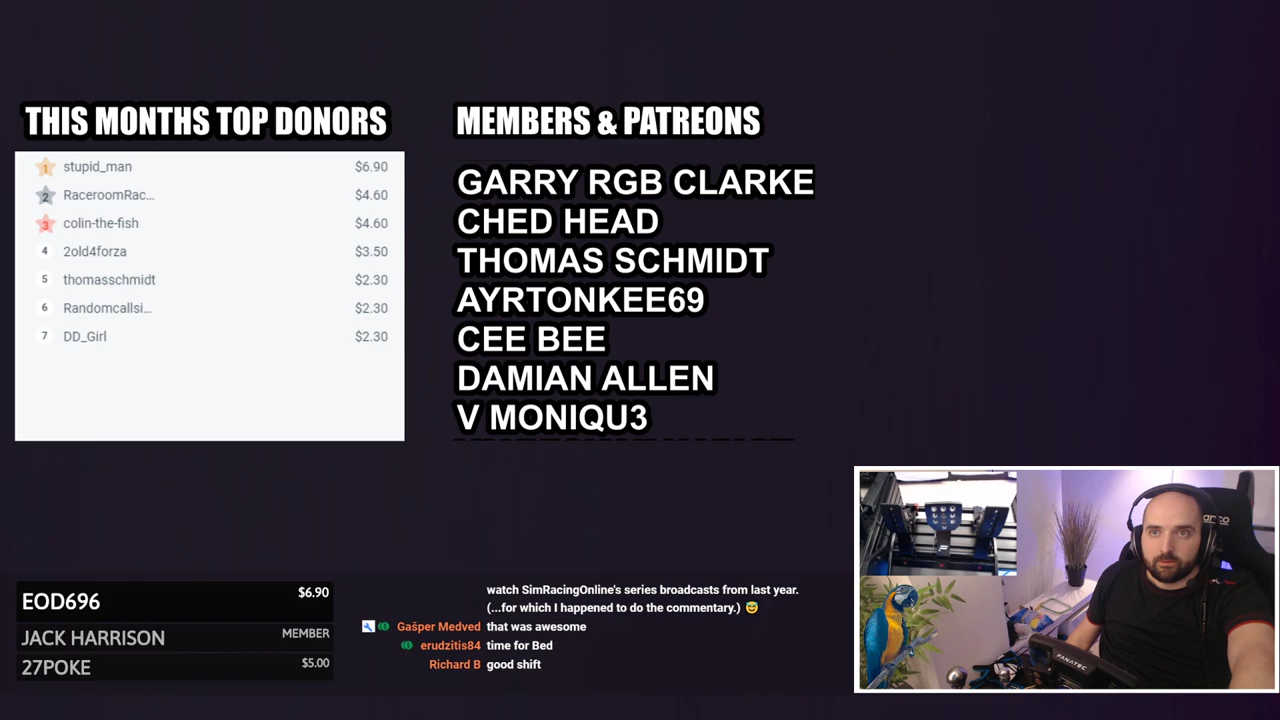 THIS MONTHS TOP DONORS
1 stupid_man $6.90
2 RaceroomRac... $4.60
3 colin-the-fish $4.60
4 2old4forza $3.50
5 thomasschmidt $2.30
6 Randomcallsi... $2.30
7 DD_Girl $2.30
MEMBERS & PATREONS
GARRY RGB CLARKE
CHED HEAD
THOMAS SCHMIDT
AYRTONKEE69
CEE BEE
DAMIAN ALLEN
V MONIQU3
EOD696 $6.90
JACK HARRISON MEMBER
27POKE $5.00
watch SimRacingOnline's series broadcasts from last year.
(...for which I happened to do the commentary.) 😅
Gašper Medved that was awesome
erudzitis84 time for Bed
Richard B good shift
FANATEC